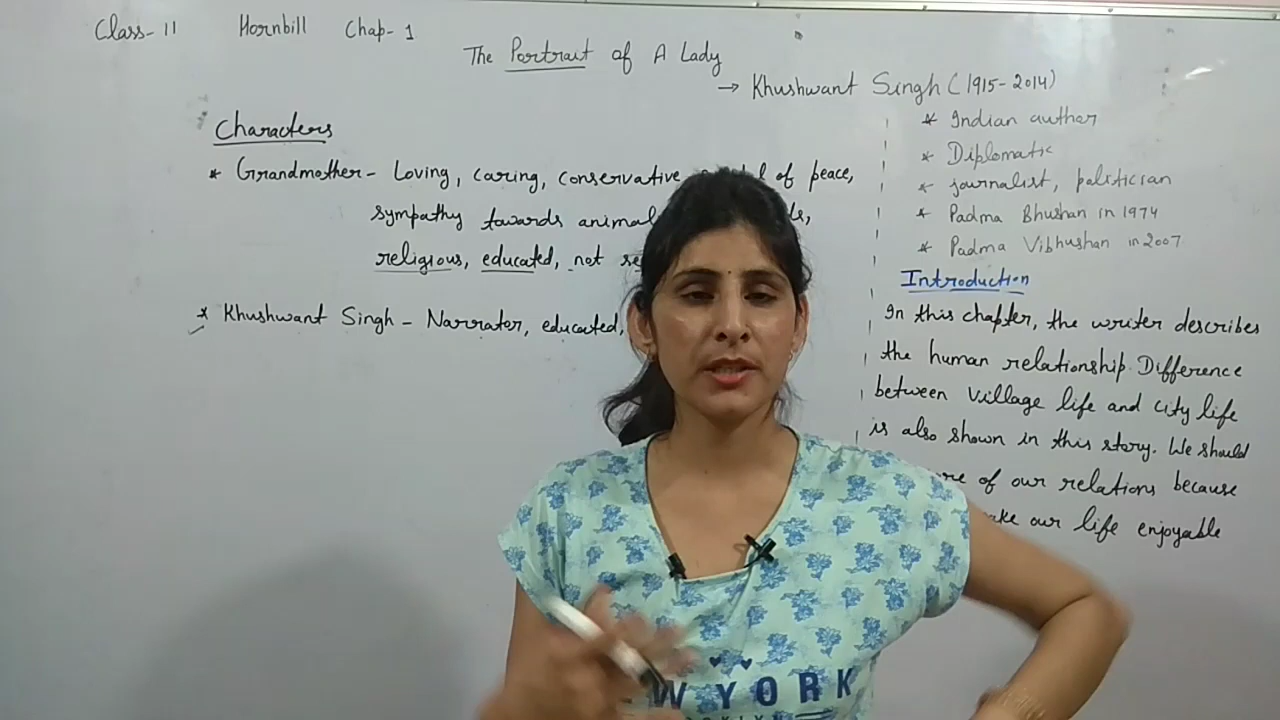 Class-11 Hornbill Chap-1
The Portrait of A Lady
→ Khushwant Singh (1915-2014)
* Indian author
* Diplomatic
* journalist, politician
* Padma Bhushan in 1974
* Padma Vibhushan in 2007
Characters
* Grandmother - Loving, caring, conservative of peace,
sympathy towards
religious, educated, not
* Khushwant Singh - Narrator, educated,
Introduction
In this chapter, the writer describes
the human relationship. Difference
between village life and city life
is also shown in this story. We should
of our relations because
our life enjoyable
YORK